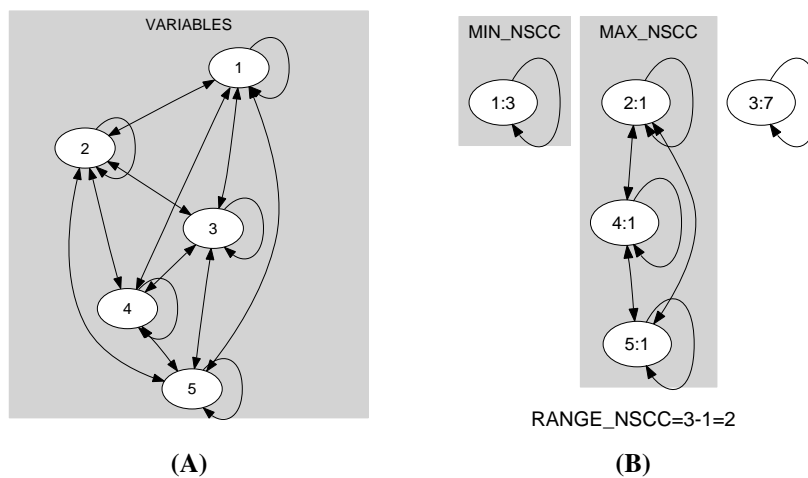 VARIABLES
1
2
3
4
5
(A)
MIN_NSCC
MAX_NSCC
1:3
2:1
3:7
4:1
5:1
RANGE_NSCC=3-1=2
(B)